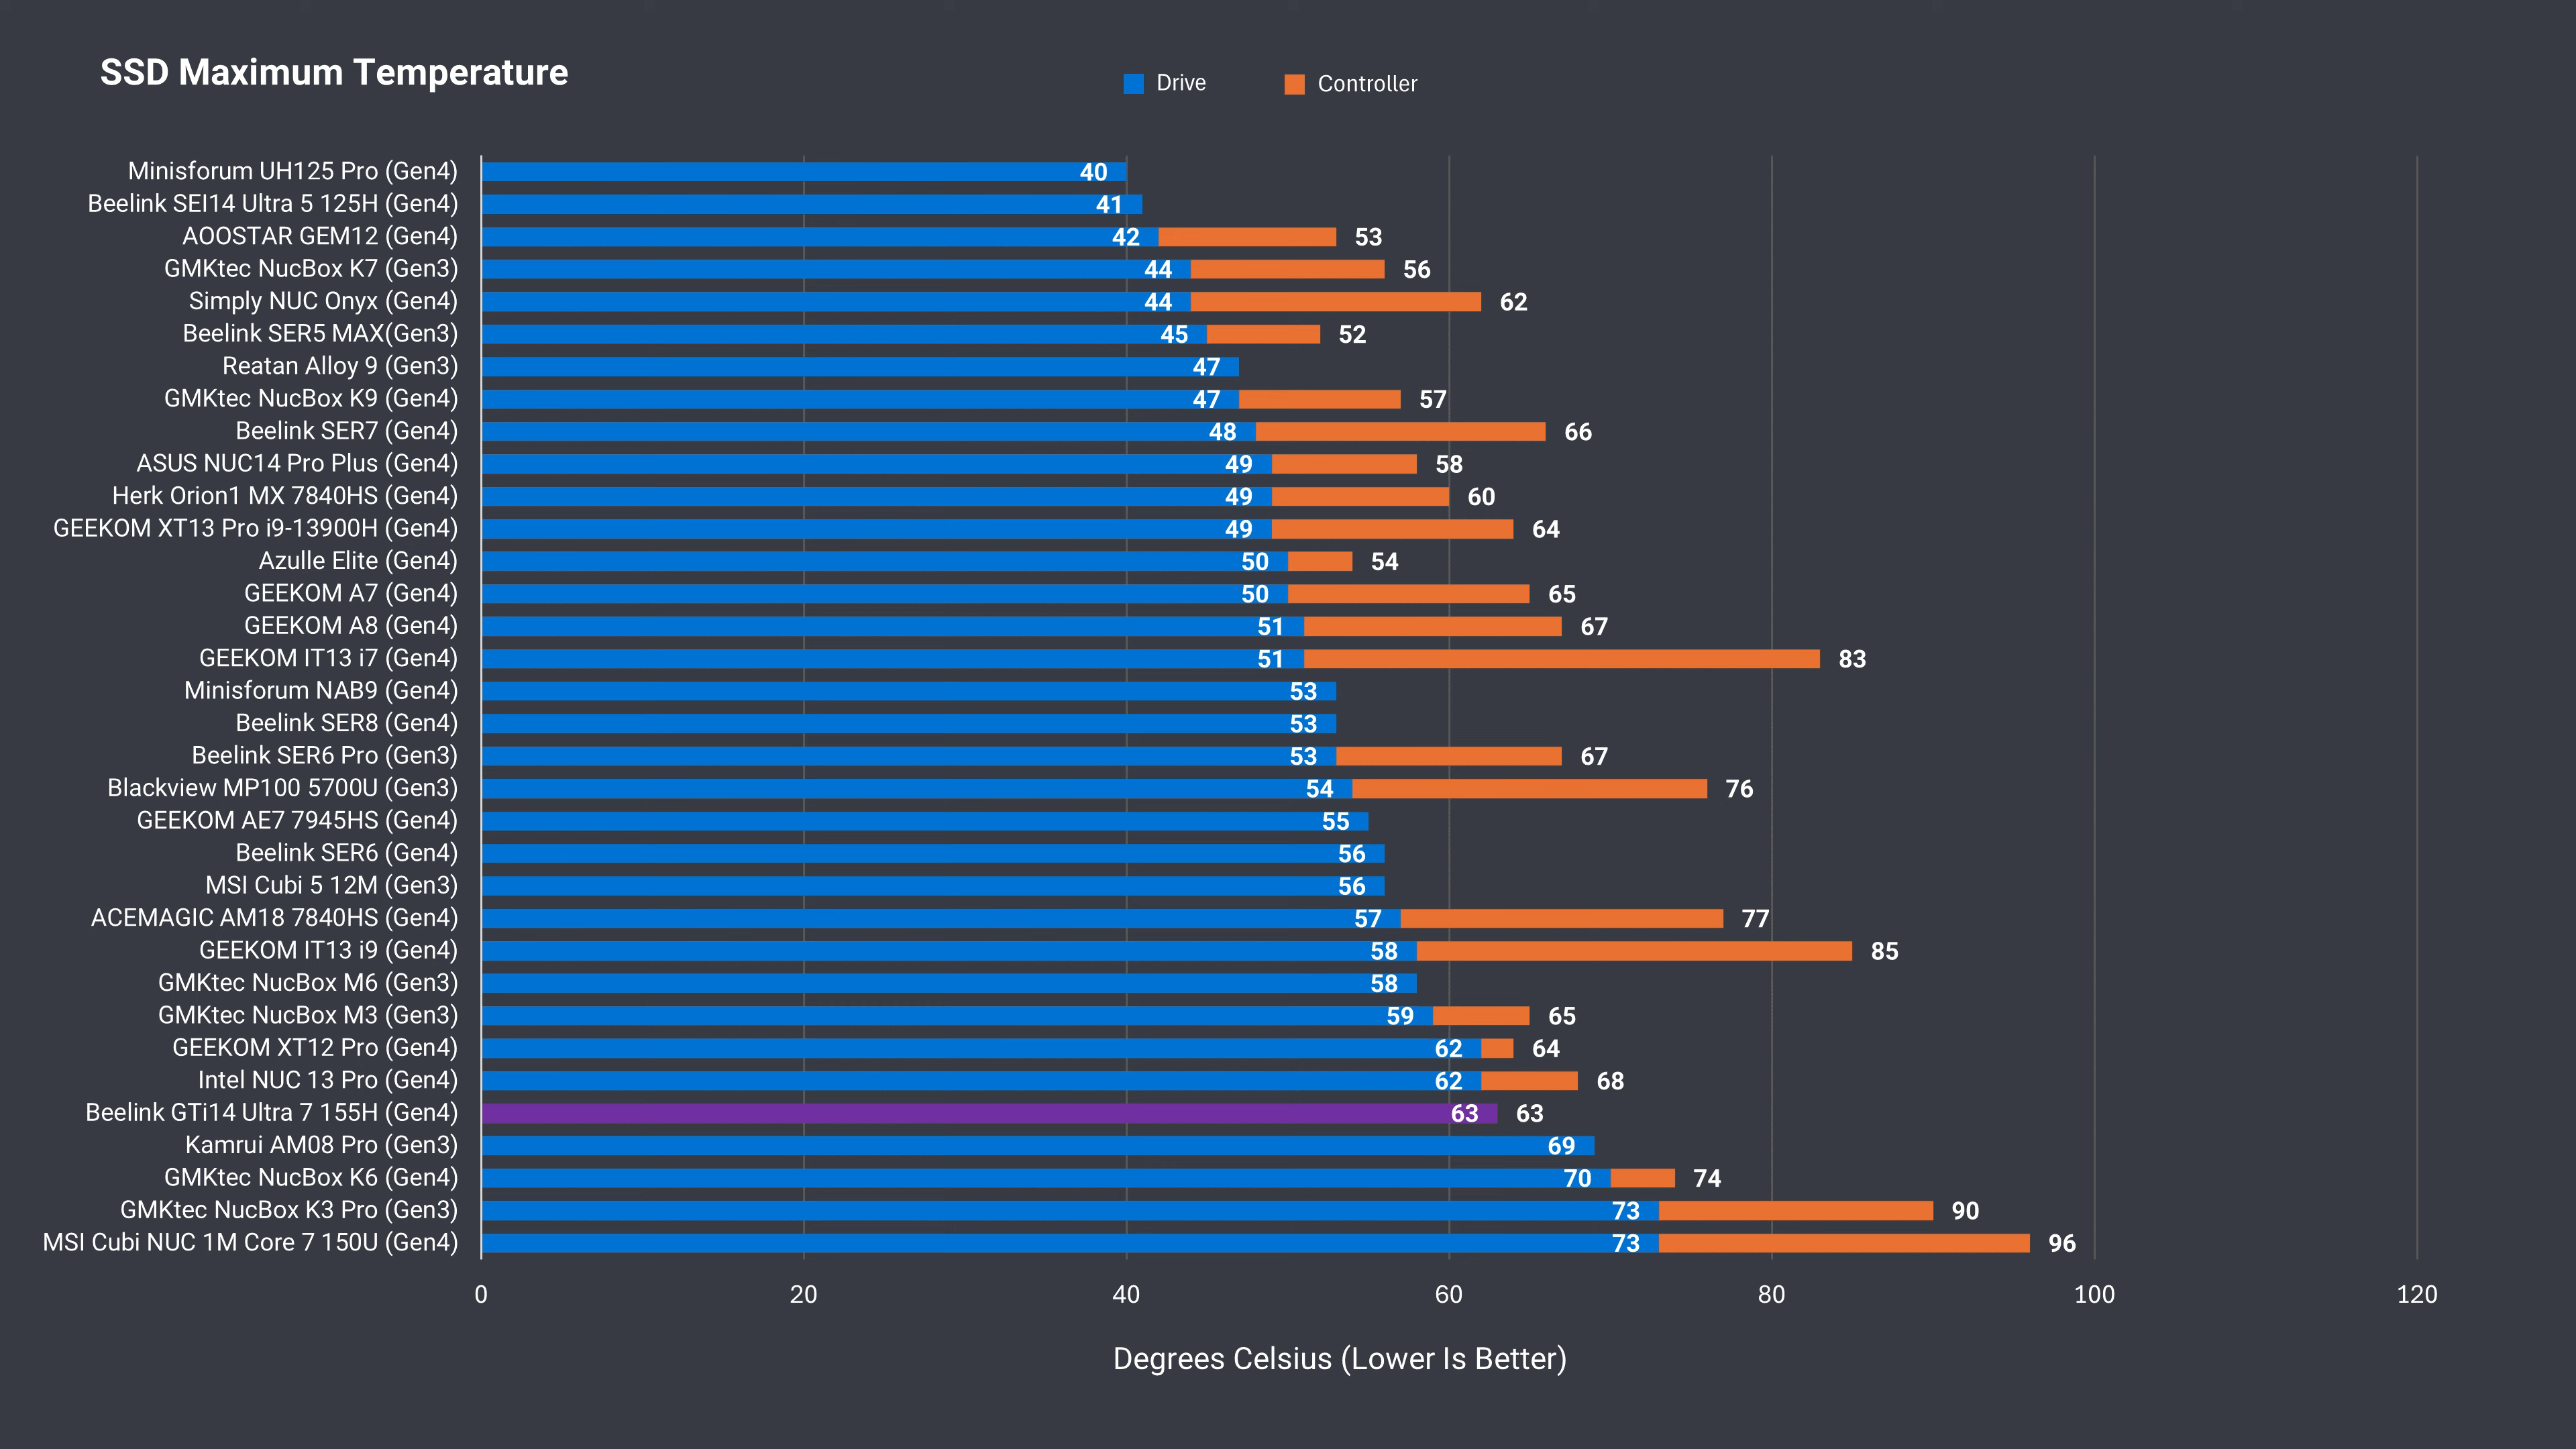 SSD Maximum Temperature
Drive Controller
Minisforum UH125 Pro (Gen4) 40
Beelink SEI14 Ultra 5 125H (Gen4) 41
AOOSTAR GEM12 (Gen4) 42 53
GMKtec NucBox K7 (Gen3) 44 56
Simply NUC Onyx (Gen4) 44 62
Beelink SER5 MAX(Gen3) 45 52
Reatan Alloy 9 (Gen3) 47
GMKtec NucBox K9 (Gen4) 47 57
Beelink SER7 (Gen4) 48 66
ASUS NUC14 Pro Plus (Gen4) 49 58
Herk Orion1 MX 7840HS (Gen4) 49 60
GEEKOM XT13 Pro i9-13900H (Gen4) 49 64
Azulle Elite (Gen4) 50 54
GEEKOM A7 (Gen4) 50 65
GEEKOM A8 (Gen4) 51 67
GEEKOM IT13 i7 (Gen4) 51 83
Minisforum NAB9 (Gen4) 53
Beelink SER8 (Gen4) 53
Beelink SER6 Pro (Gen3) 53 67
Blackview MP100 5700U (Gen3) 54 76
GEEKOM AE7 7945HS (Gen4) 55
Beelink SER6 (Gen4) 56
MSI Cubi 5 12M (Gen3) 56
ACEMAGIC AM18 7840HS (Gen4) 57 77
GEEKOM IT13 i9 (Gen4) 58 85
GMKtec NucBox M6 (Gen3) 58
GMKtec NucBox M3 (Gen3) 59 65
GEEKOM XT12 Pro (Gen4) 62 64
Intel NUC 13 Pro (Gen4) 62 68
Beelink GTi14 Ultra 7 155H (Gen4) 63 63
Kamrui AM08 Pro (Gen3) 69
GMKtec NucBox K6 (Gen4) 70 74
GMKtec NucBox K3 Pro (Gen3) 73 90
MSI Cubi NUC 1M Core 7 150U (Gen4) 73 96
0 20 40 60 80 100 120
Degrees Celsius (Lower Is Better)